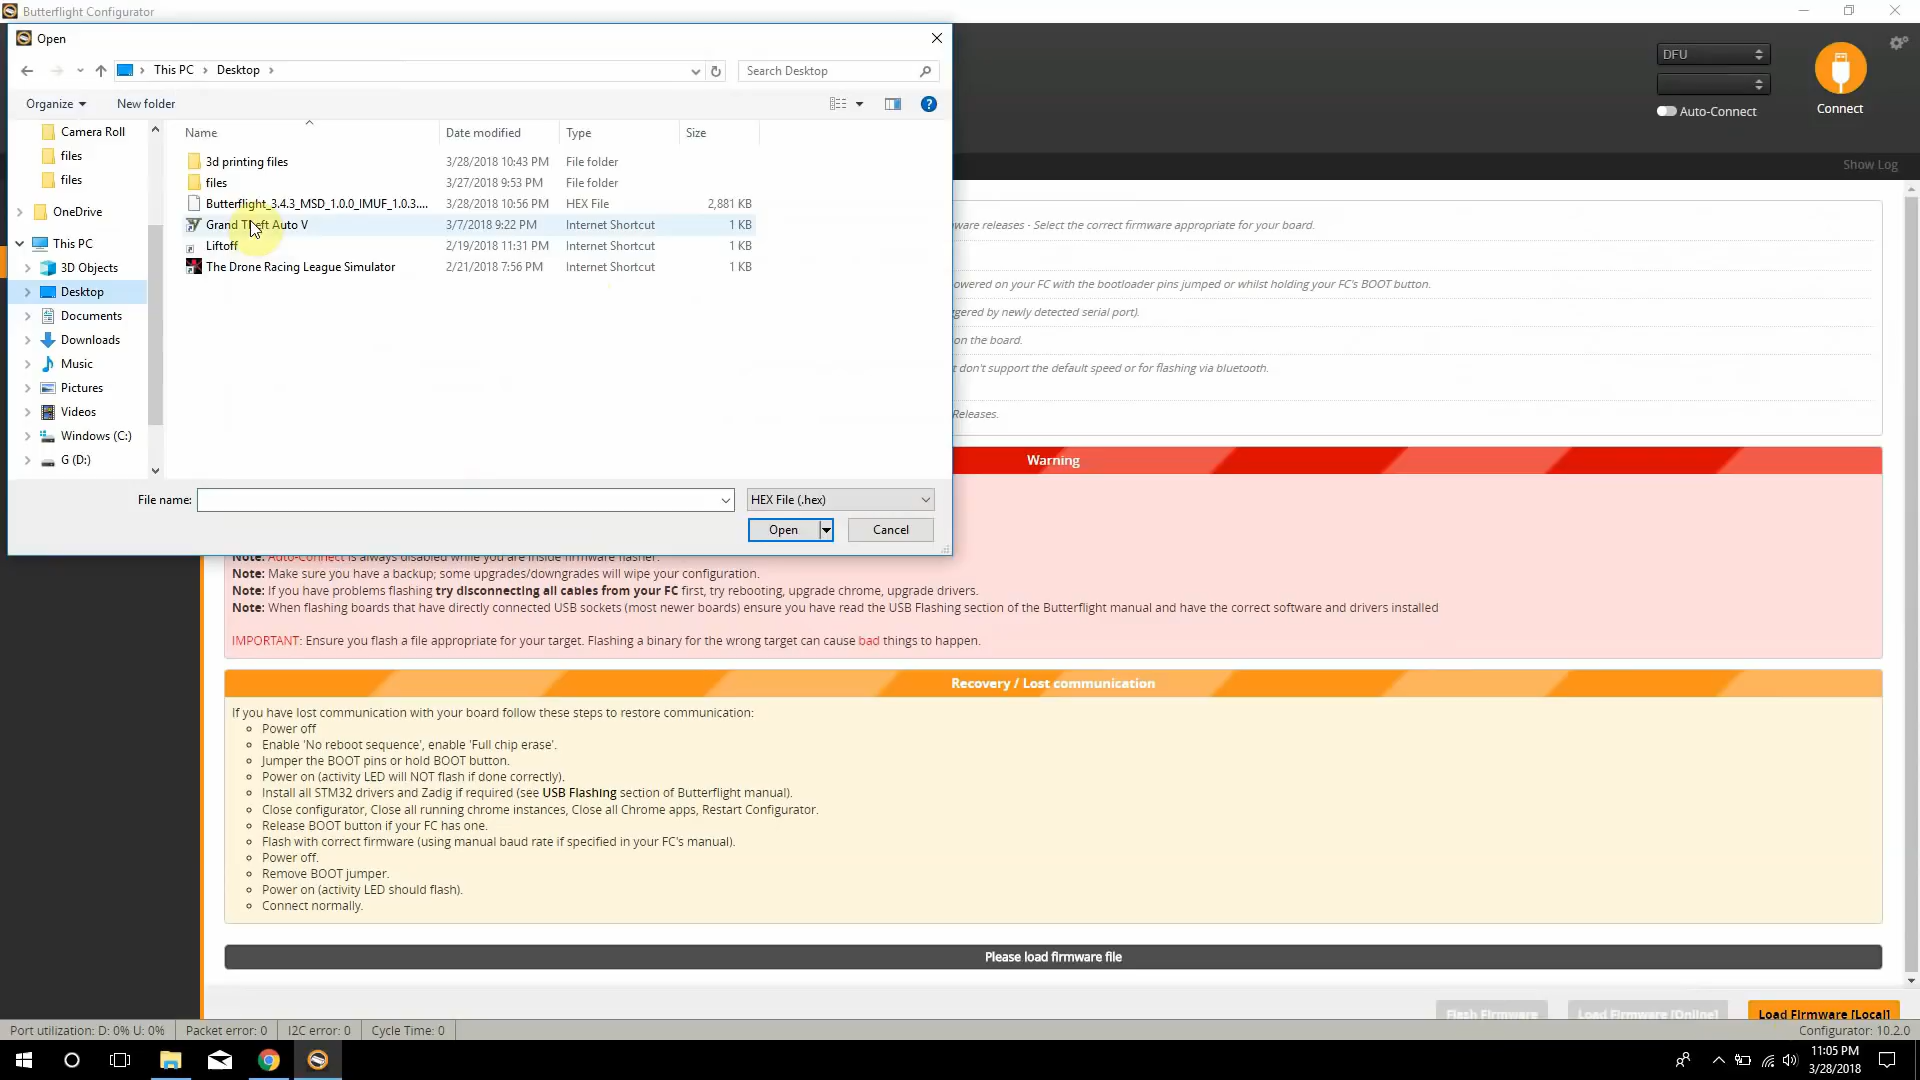 Butterflight Configurator
Open
This PC Desktop
Search Desktop
Organize New folder
DFU
Auto-Connect
Connect
Show Log
Camera Roll
files
files
OneDrive
This PC
3D Objects
Desktop
Documents
Downloads
Music
Pictures
Videos
Windows (C:)
G (D:)
Name Date modified Type Size
3d printing files 3/28/2018 10:43 PM File folder
files 3/27/2018 9:53 PM File folder
Butterflight_3.4.3_MSD_1.0.0_IMUF_1.0.3.... 3/28/2018 10:56 PM HEX File 2,881 KB
Grand Theft Auto V 3/7/2018 9:22 PM Internet Shortcut 1 KB
Liftoff 2/19/2018 11:31 PM Internet Shortcut 1 KB
The Drone Racing League Simulator 2/21/2018 7:56 PM Internet Shortcut 1 KB
File name: HEX File (.hex)
Open Cancel
ware releases - Select the correct firmware appropriate for your board.
owered on your FC with the bootloader pins jumped or whilst holding your FC's BOOT button.
gered by newly detected serial port).
on the board.
t don't support the default speed or for flashing via bluetooth.
Releases.
Warning
Note: Auto-Connect is always disabled while you are inside firmware flasher.
Note: Make sure you have a backup; some upgrades/downgrades will wipe your configuration.
Note: If you have problems flashing try disconnecting all cables from your FC first, try rebooting, upgrade chrome, upgrade drivers.
Note: When flashing boards that have directly connected USB sockets (most newer boards) ensure you have read the USB Flashing section of the Butterflight manual and have the correct software and drivers installed
IMPORTANT: Ensure you flash a file appropriate for your target. Flashing a binary for the wrong target can cause bad things to happen.
Recovery / Lost communication
If you have lost communication with your board follow these steps to restore communication:
Power off
Enable 'No reboot sequence', enable 'Full chip erase'.
Jumper the BOOT pins or hold BOOT button.
Power on (activity LED will NOT flash if done correctly).
Install all STM32 drivers and Zadig if required (see USB Flashing section of Butterflight manual).
Close configurator, Close all running chrome instances, Close all Chrome apps, Restart Configurator.
Release BOOT button if your FC has one.
Flash with correct firmware (using manual baud rate if specified in your FC's manual).
Power off.
Remove BOOT jumper.
Power on (activity LED should flash).
Connect normally.
Please load firmware file
Flash Firmware Load Firmware [Online] Load Firmware [Local]
Port utilization: D: 0% U: 0% Packet error: 0 I2C error: 0 Cycle Time: 0 Configurator: 10.2.0
11:05 PM
3/28/2018